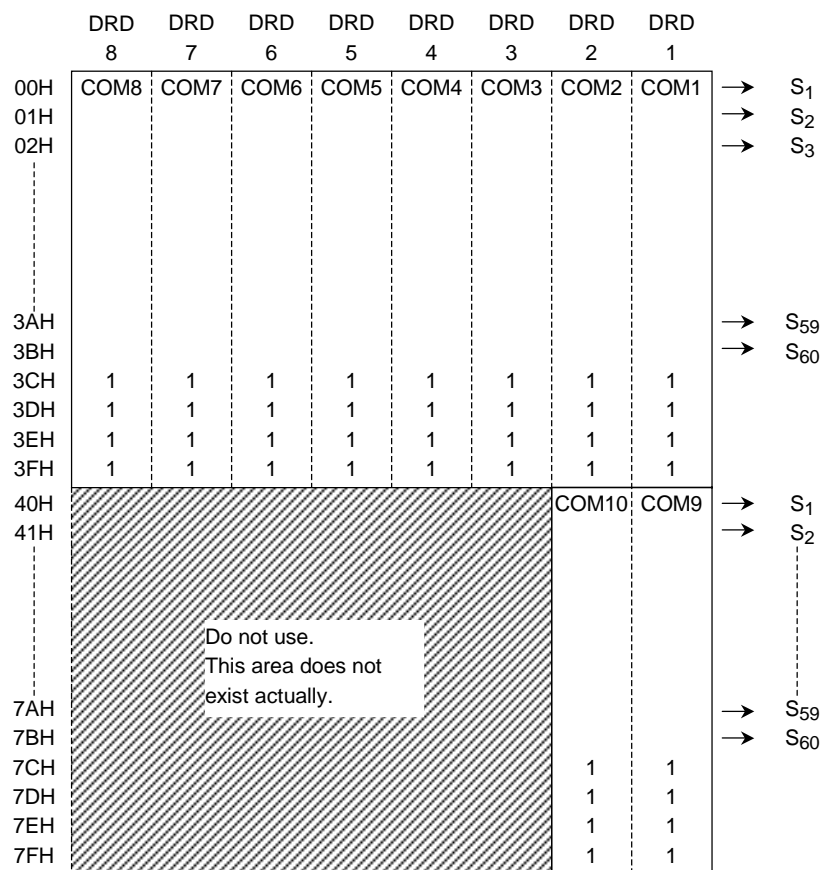 DRD DRD DRD DRD DRD DRD DRD DRD
8 7 6 5 4 3 2 1
00H COM8 COM7 COM6 COM5 COM4 COM3 COM2 COM1 → S1
01H → S2
02H → S3
3AH → S59
3BH → S60
3CH 1 1 1 1 1 1 1 1
3DH 1 1 1 1 1 1 1 1
3EH 1 1 1 1 1 1 1 1
3FH 1 1 1 1 1 1 1 1
40H COM10 COM9 → S1
41H → S2
Do not use.
This area does not
exist actually.
7AH → S59
7BH → S60
7CH 1 1
7DH 1 1
7EH 1 1
7FH 1 1